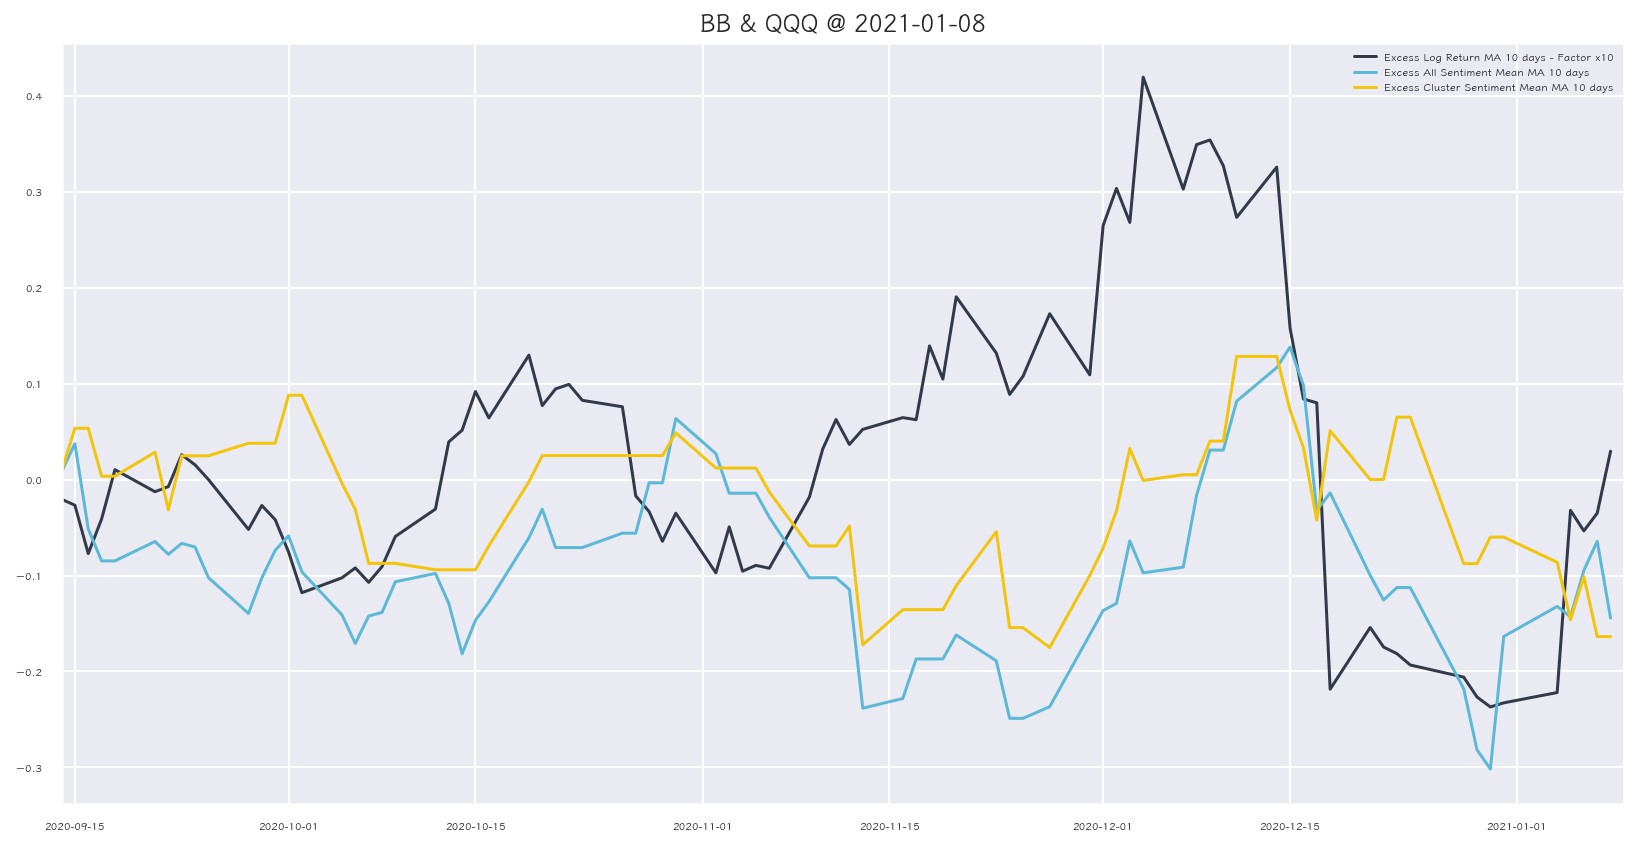 BB & QQQ @ 2021-01-08
Excess Log Return MA 10 days - Factor x10
Excess All Sentiment Mean MA 10 days
Excess Cluster Sentiment Mean MA 10 days
0.4
0.3
0.2
0.1
0.0
−0.1
−0.2
−0.3
2020-09-15 2020-10-01 2020-10-15 2020-11-01 2020-11-15 2020-12-01 2020-12-15 2021-01-01